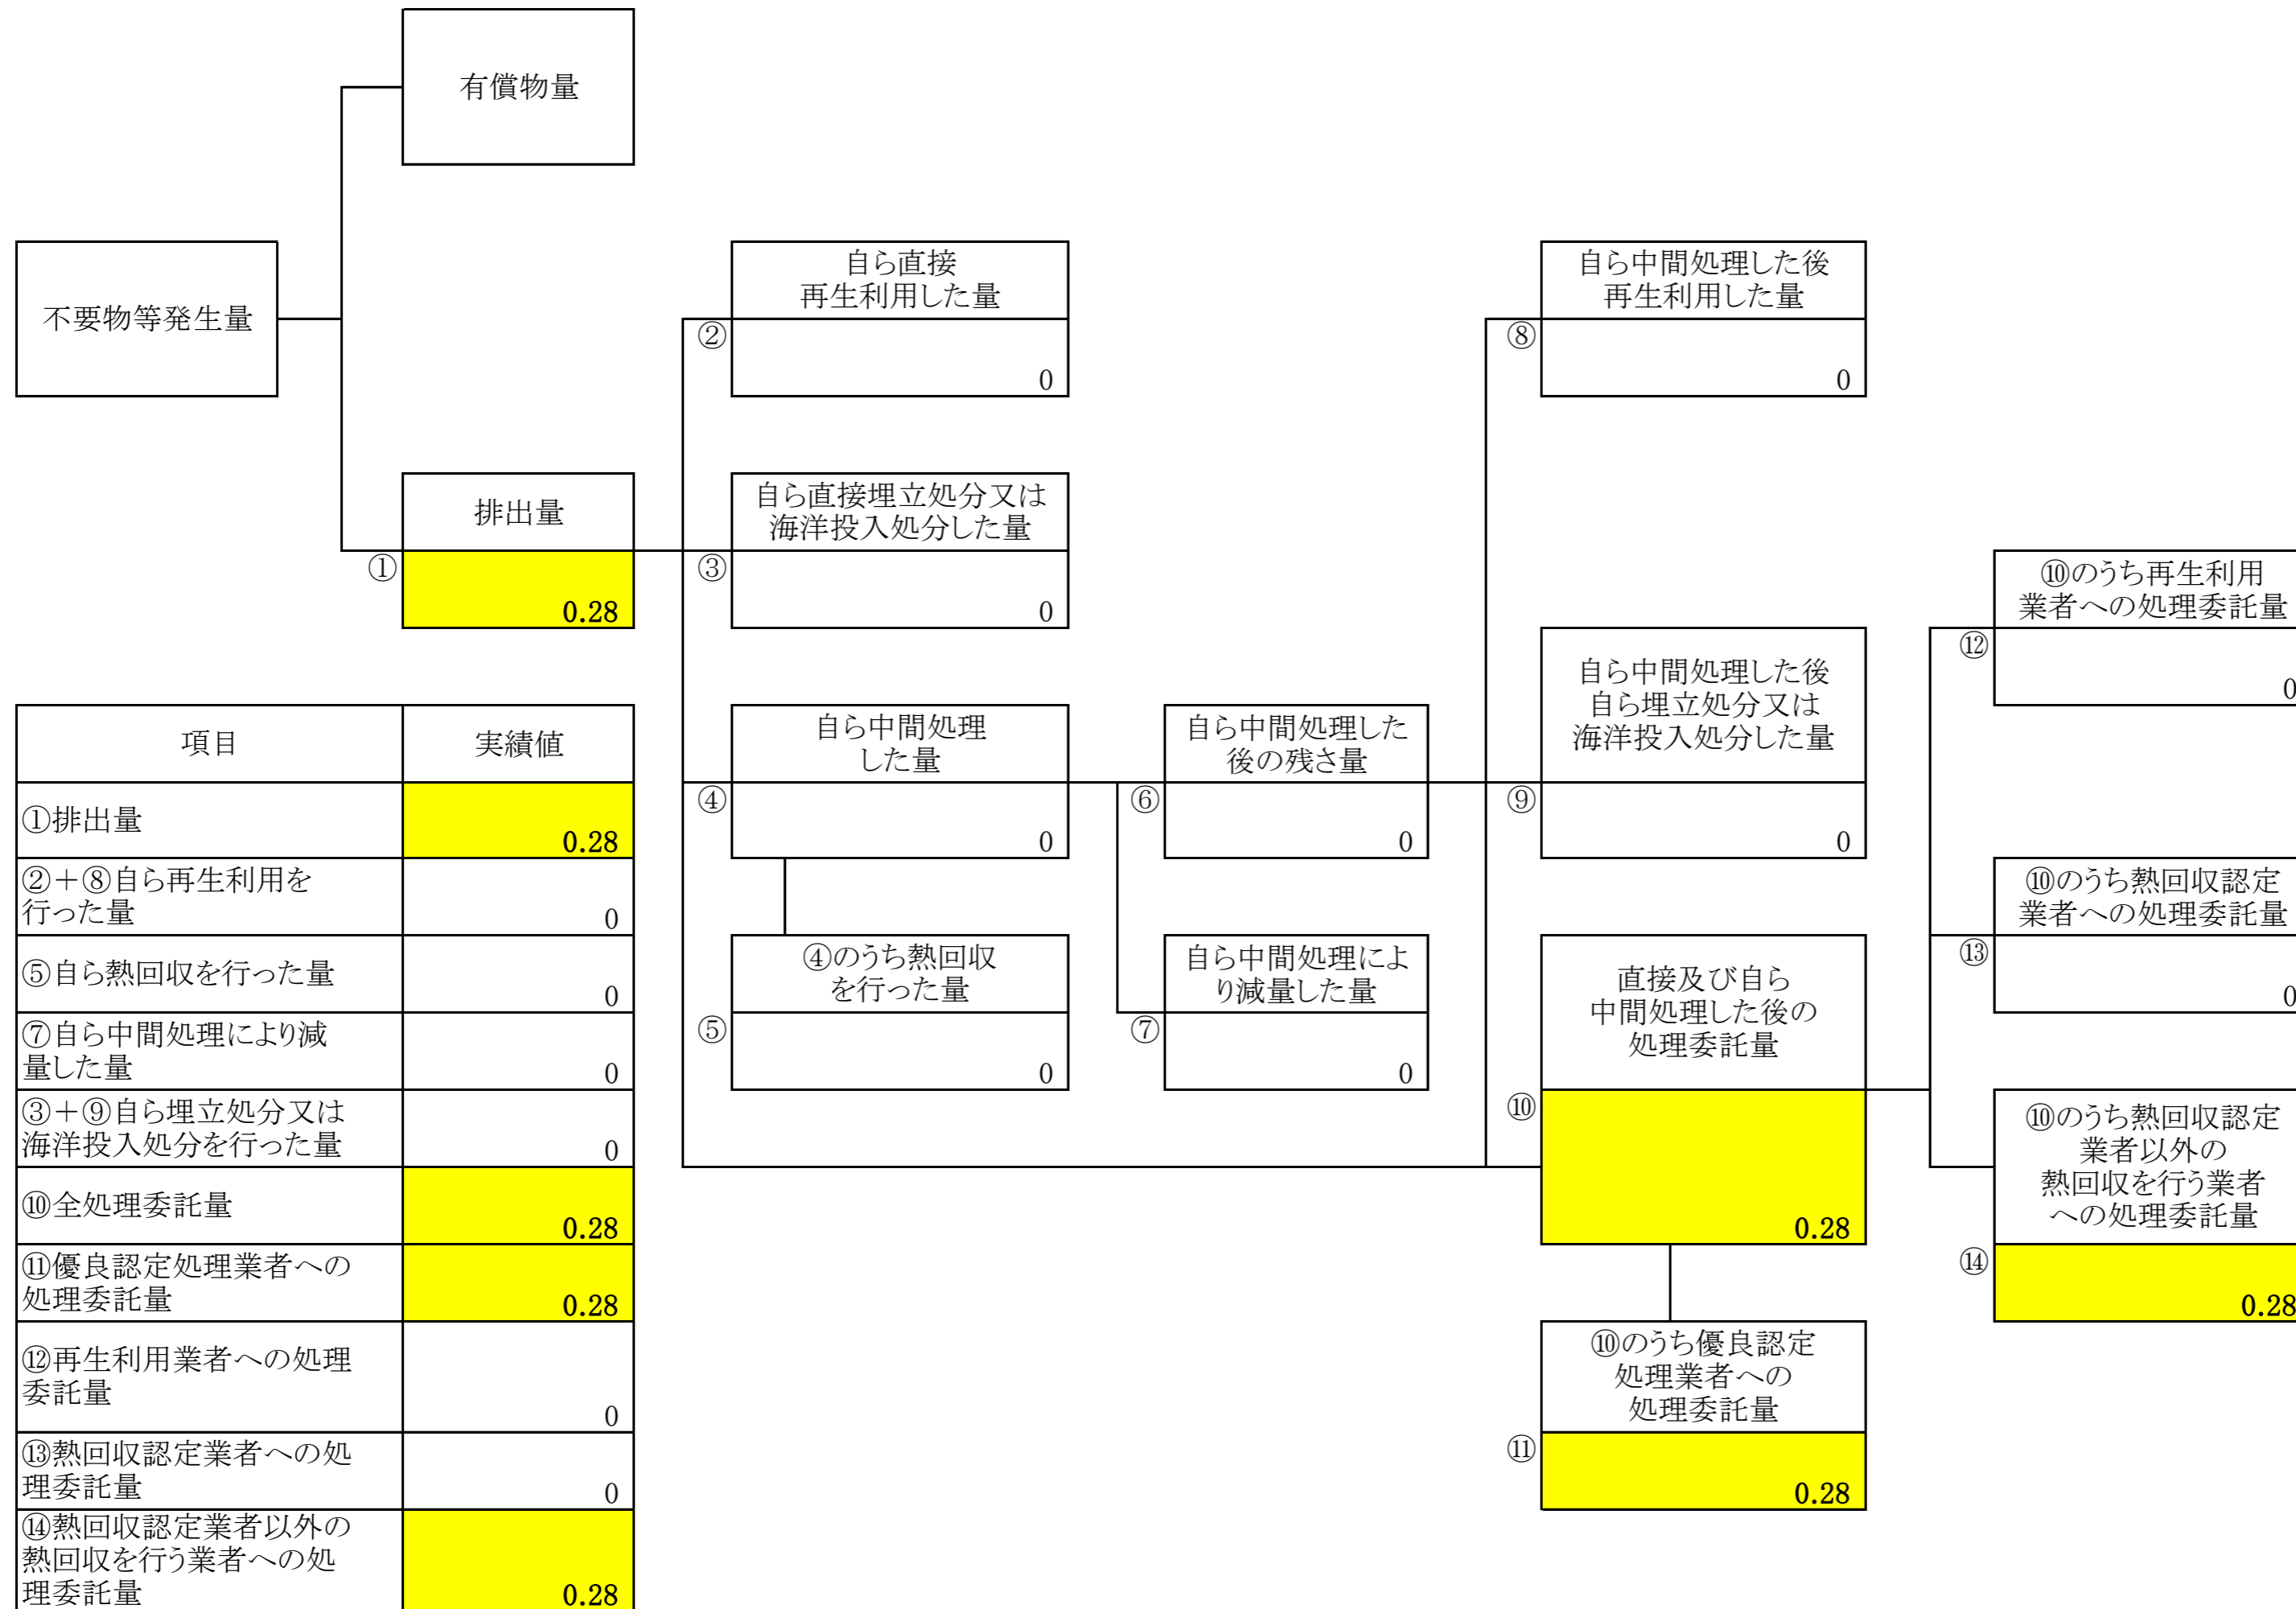 有償物量
不要物等発生量
自ら直接
再生利用した量
②
0
自ら中間処理した後
再生利用した量
⑧
0
排出量
①
0.28
自ら直接埋立処分又は
海洋投入処分した量
③
0
⑩のうち再生利用
業者への処理委託量
⑫
0
自ら中間処理
した量
④
0
自ら中間処理した
後の残さ量
⑥
0
自ら中間処理した後
自ら埋立処分又は
海洋投入処分した量
⑨
0
⑩のうち熱回収認定
業者への処理委託量
⑬
0
④のうち熱回収
を行った量
⑤
0
自ら中間処理によ
り減量した量
⑦
0
直接及び自ら
中間処理した後の
処理委託量
⑩
0.28
⑩のうち熱回収認定
業者以外の
熱回収を行う業者
への処理委託量
⑭
0.28
⑩のうち優良認定
処理業者への
処理委託量
⑪
0.28
項目
実績値
①排出量
0.28
②＋⑧自ら再生利用を
行った量
0
⑤自ら熱回収を行った量
0
⑦自ら中間処理により減
量した量
0
③＋⑨自ら埋立処分又は
海洋投入処分を行った量
0
⑩全処理委託量
0.28
⑪優良認定処理業者への
処理委託量
0.28
⑫再生利用業者への処理
委託量
0
⑬熱回収認定業者への処
理委託量
0
⑭熱回収認定業者以外の
熱回収を行う業者への処
理委託量
0.28